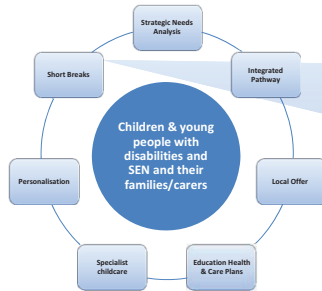 Strategic Needs
Analysis
Short Breaks
Integrated
Pathway
Children & young
people with
disabilities and
SEN and their
families/carers
Personalisation
Local Offer
Specialist
childcare
Education Health
& Care Plans